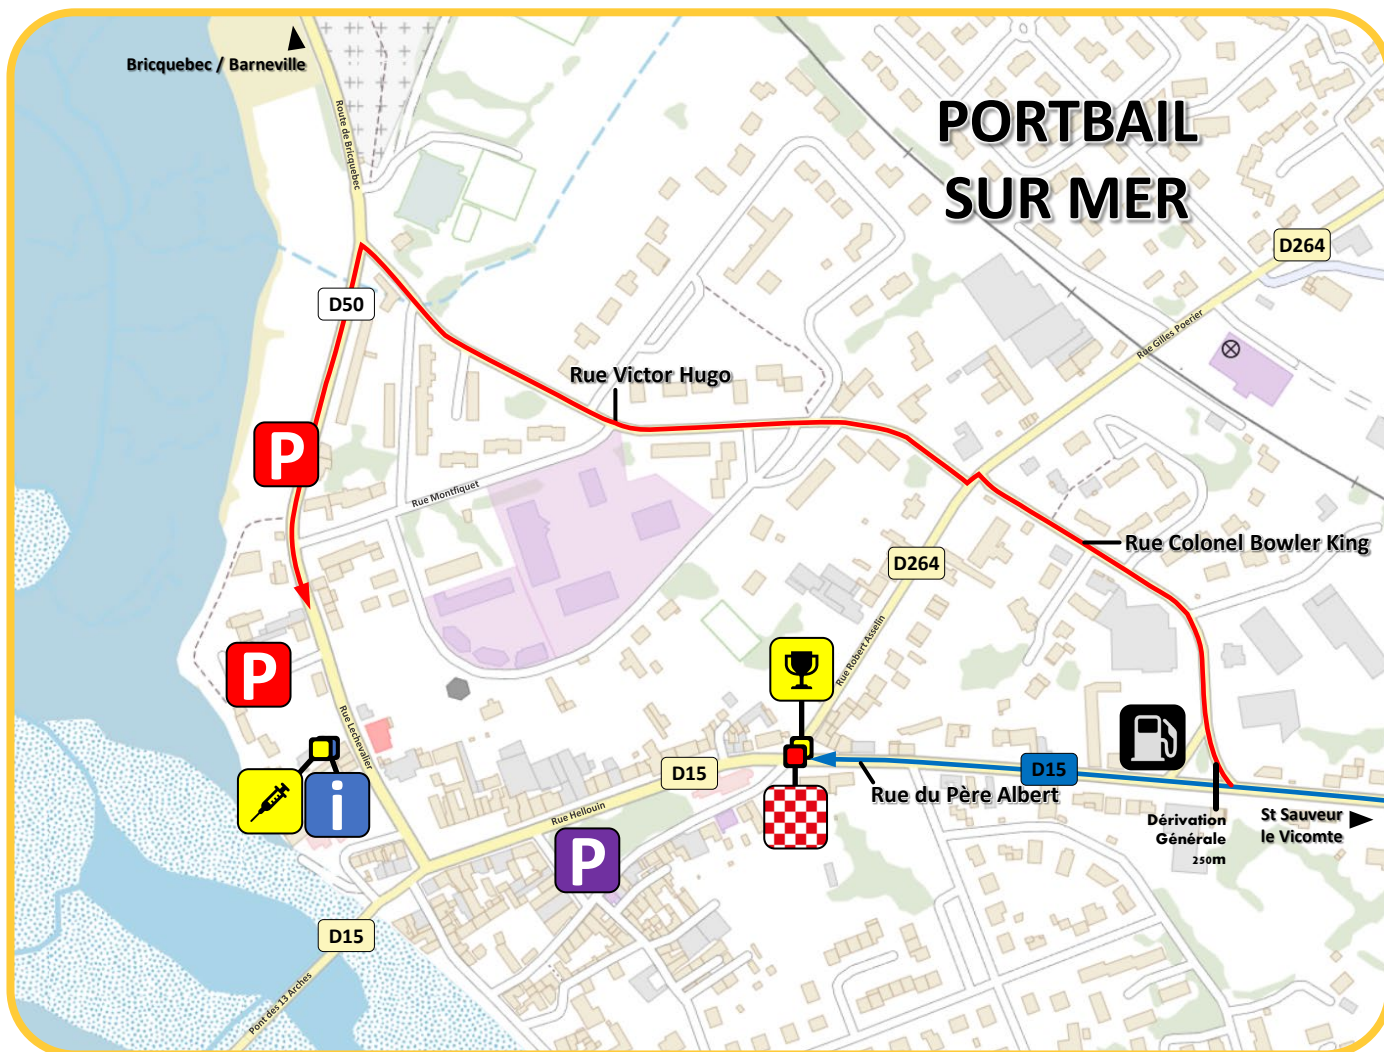 Bricquebec / Barneville
PORTBAIL
SUR MER
Route de Bricquebec
D264
D50
Rue Gilles Poerier
Rue Victor Hugo
P
Rue Montfiquet
Rue Colonel Bowler King
D264
Rue Robert Asselin
P
Rue Lechevalier
D15
D15
Rue du Père Albert
i
Rue Hellouin
Dérivation
Générale
250m
St Sauveur
le Vicomte
P
D15
Pont des 13 Arches